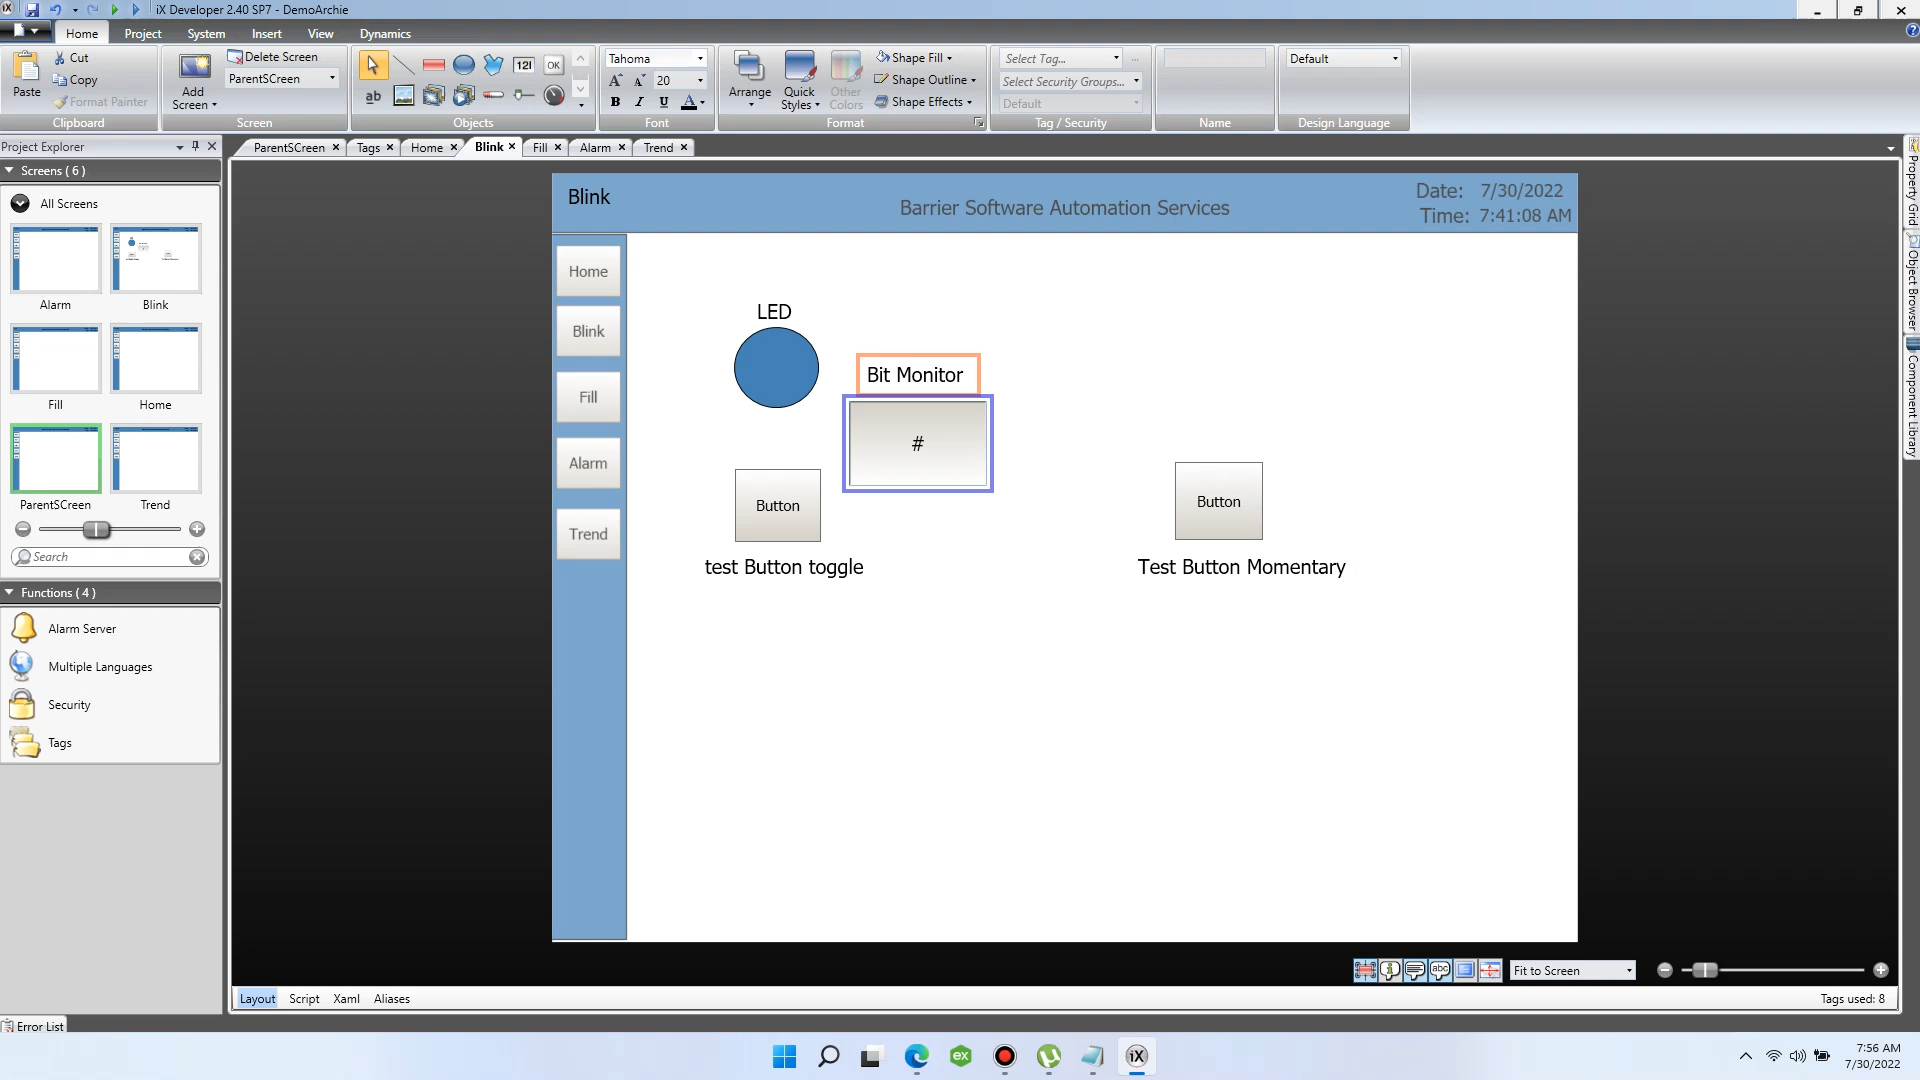 iX Developer 2.40 SP7 - DemoArchie
Home Project System Insert View Dynamics
Paste
Cut
Copy
Format Painter
Clipboard
Add Screen
Delete Screen
ParentSCreen
Screen
12I
OK
ab
Objects
Tahoma
A A 20
B I U A
Font
Arrange
Quick Styles
Other Colors
Shape Fill
Shape Outline
Shape Effects
Format
Select Tag...
...
Select Security Groups...
Default
Tag / Security
Name
Default
Design Language
Project Explorer
Screens ( 6 )
All Screens
Alarm
Blink
Fill
Home
ParentSCreen
Trend
Search
Functions ( 4 )
Alarm Server
Multiple Languages
Security
Tags
ParentSCreen Tags Home Blink Fill Alarm Trend
Blink
Barrier Software Automation Services
Date: 7/30/2022
Time: 7:41:08 AM
Home
Blink
Fill
Alarm
Trend
LED
Bit Monitor
#
Button
test Button toggle
Button
Test Button Momentary
Property Grid
Object Browser
Component Library
abc
Fit to Screen
Layout Script Xaml Aliases
Tags used: 8
Error List
ex
iX
7:56 AM
7/30/2022